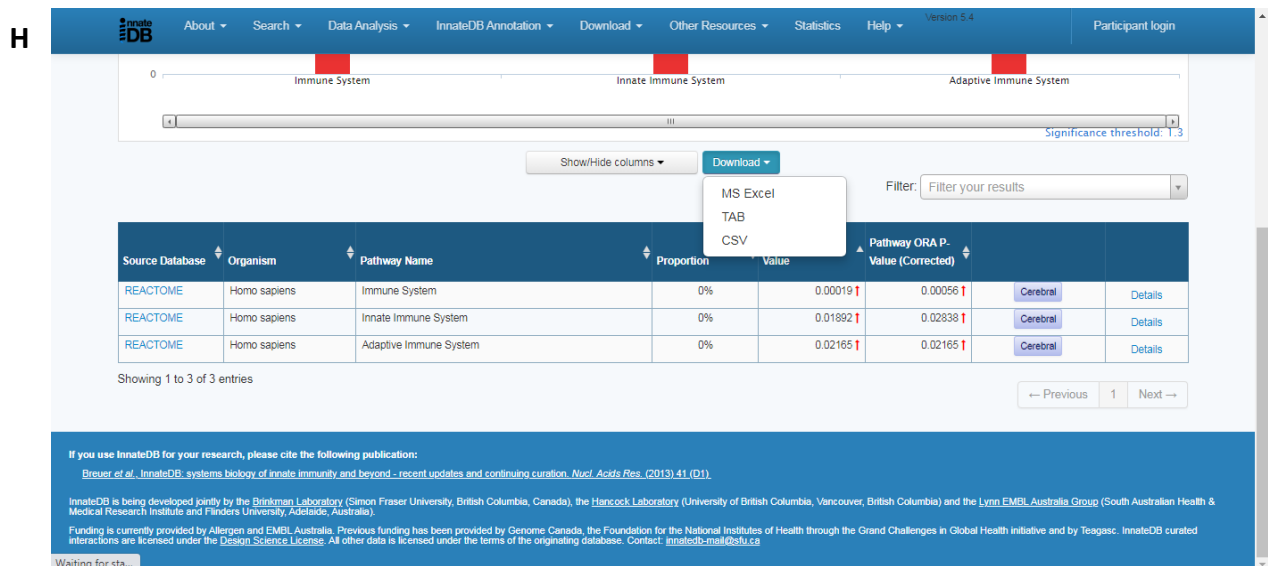 H
innate DB
About Search Data Analysis InnateDB Annotation Download Other Resources Statistics Help Version 5.4 Participant login
0
Immune System Innate Immune System Adaptive Immune System
Significance threshold: 1.3
Show/Hide columns Download
MS Excel
TAB
CSV
Filter: Filter your results
Source Database Organism Pathway Name Proportion Value Pathway ORA P-Value (Corrected)
REACTOME Homo sapiens Immune System 0% 0.00019 ↑ 0.00056 ↑ Cerebral Details
REACTOME Homo sapiens Innate Immune System 0% 0.01892 ↑ 0.02838 ↑ Cerebral Details
REACTOME Homo sapiens Adaptive Immune System 0% 0.02165 ↑ 0.02165 ↑ Cerebral Details
Showing 1 to 3 of 3 entries
← Previous 1 Next →
If you use InnateDB for your research, please cite the following publication:
Breuer et al., InnateDB: systems biology of innate immunity and beyond - recent updates and continuing curation. Nucl. Acids Res. (2013) 41 (D1).
InnateDB is being developed jointly by the Brinkman Laboratory (Simon Fraser University, British Columbia, Canada), the Hancock Laboratory (University of British Columbia, Vancouver, British Columbia) and the Lynn EMBL Australia Group (South Australian Health &
Medical Research Institute and Flinders University, Adelaide, Australia).
Funding is currently provided by Allergen and EMBL Australia. Previous funding has been provided by Genome Canada, the Foundation for the National Institutes of Health through the Grand Challenges in Global Health initiative and by Teagasc. InnateDB curated
interactions are licensed under the Design Science License. All other data is licensed under the terms of the originating database. Contact: innatedb-mail@sfu.ca
Waiting for sta...